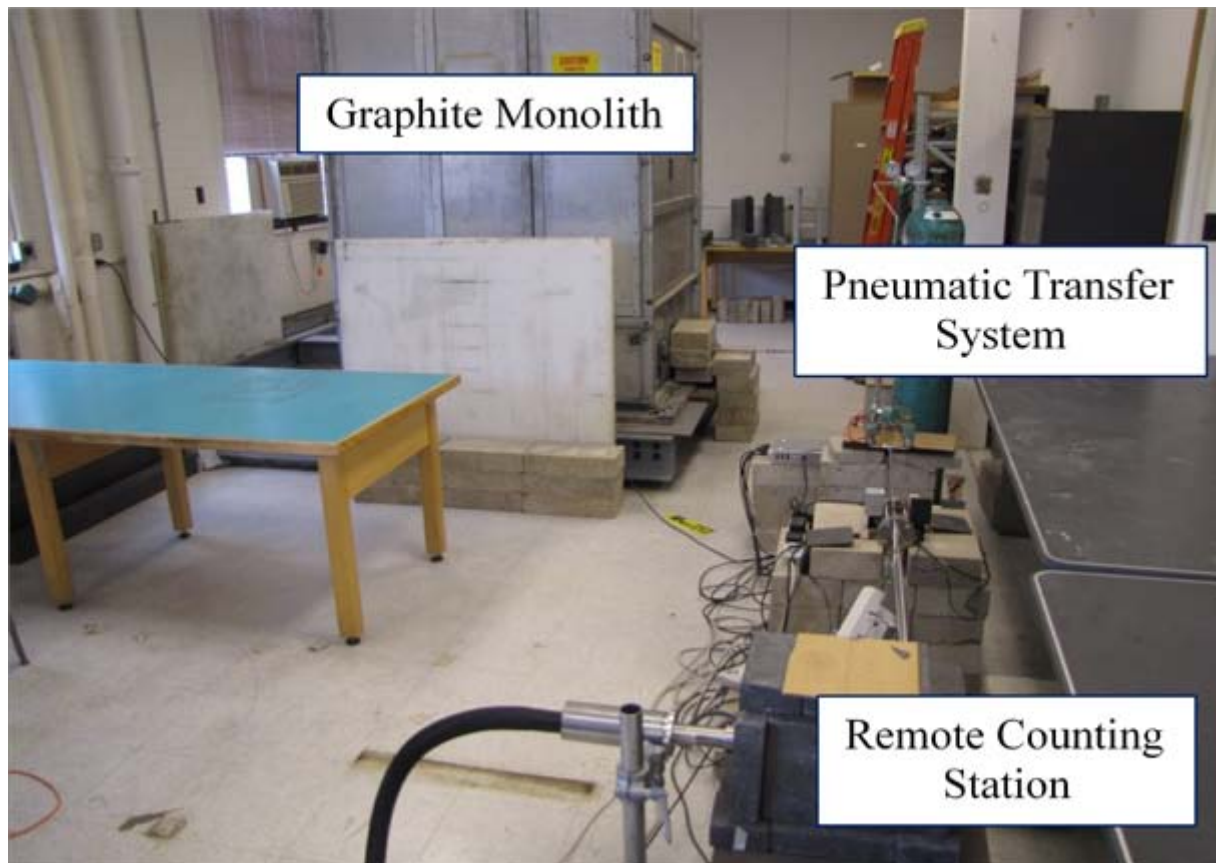 Graphite Monolith
Pneumatic Transfer
System
Remote Counting
Station